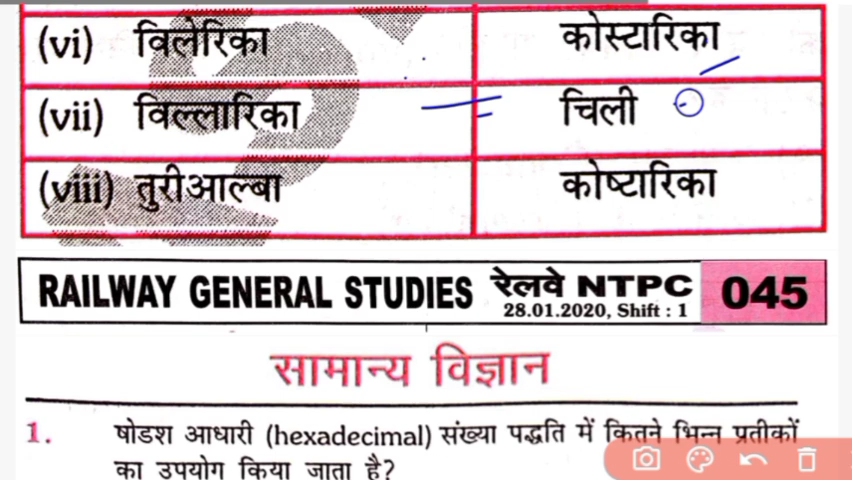 (vi) विलेरिका कोस्टारिका
(vii) विल्लारिका चिली
(viii) तुरीआल्बा कोष्टारिका
RAILWAY GENERAL STUDIES रेलवे NTPC 045
28.01.2020, Shift : 1
सामान्य विज्ञान
1. षोडश आधारी (hexadecimal) संख्या पद्धति में कितने भिन्न प्रतीकों
का उपयोग किया जाता है?